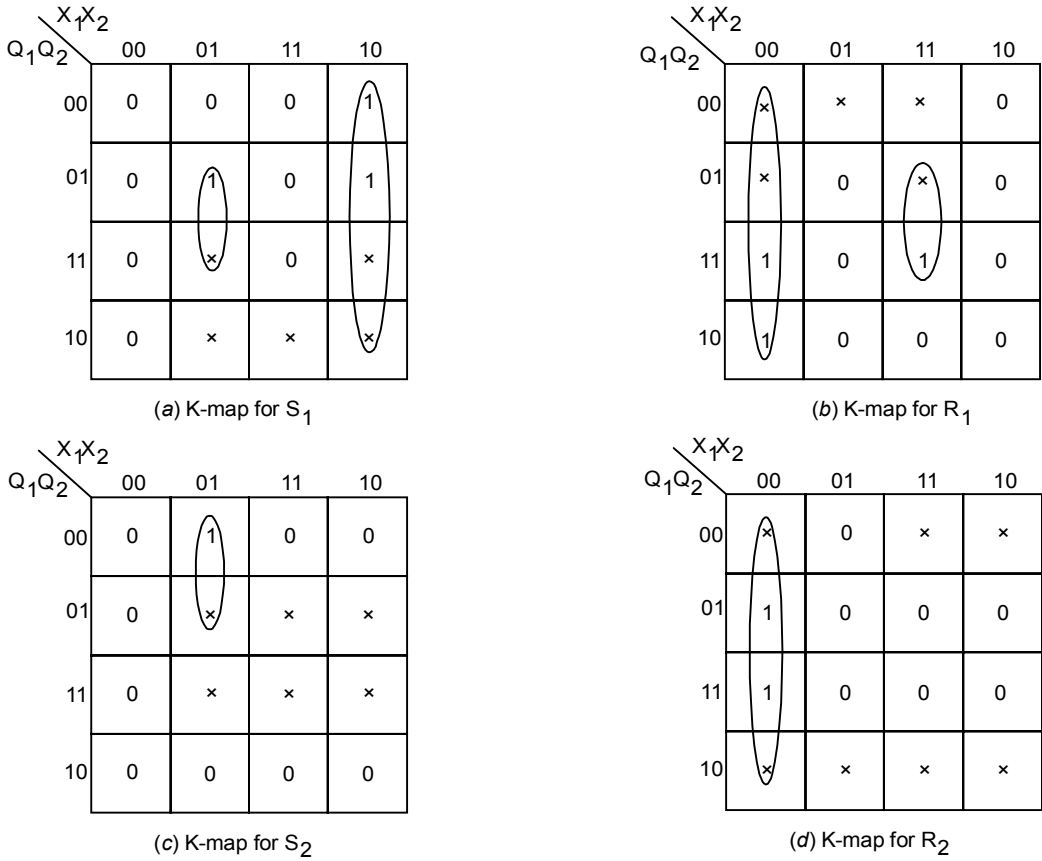 X1X2
Q1Q2 00 01 11 10
00 0 0 0 1
01 0 1 0 1
11 0 × 0 ×
10 0 × × ×
(a) K-map for S1
X1X2
Q1Q2 00 01 11 10
00 × × × 0
01 × 0 × 0
11 1 0 1 0
10 1 0 0 0
(b) K-map for R1
X1X2
Q1Q2 00 01 11 10
00 0 1 0 0
01 0 × × ×
11 0 × × ×
10 0 0 0 0
(c) K-map for S2
X1X2
Q1Q2 00 01 11 10
00 × 0 × ×
01 1 0 0 0
11 1 0 0 0
10 × × × ×
(d) K-map for R2